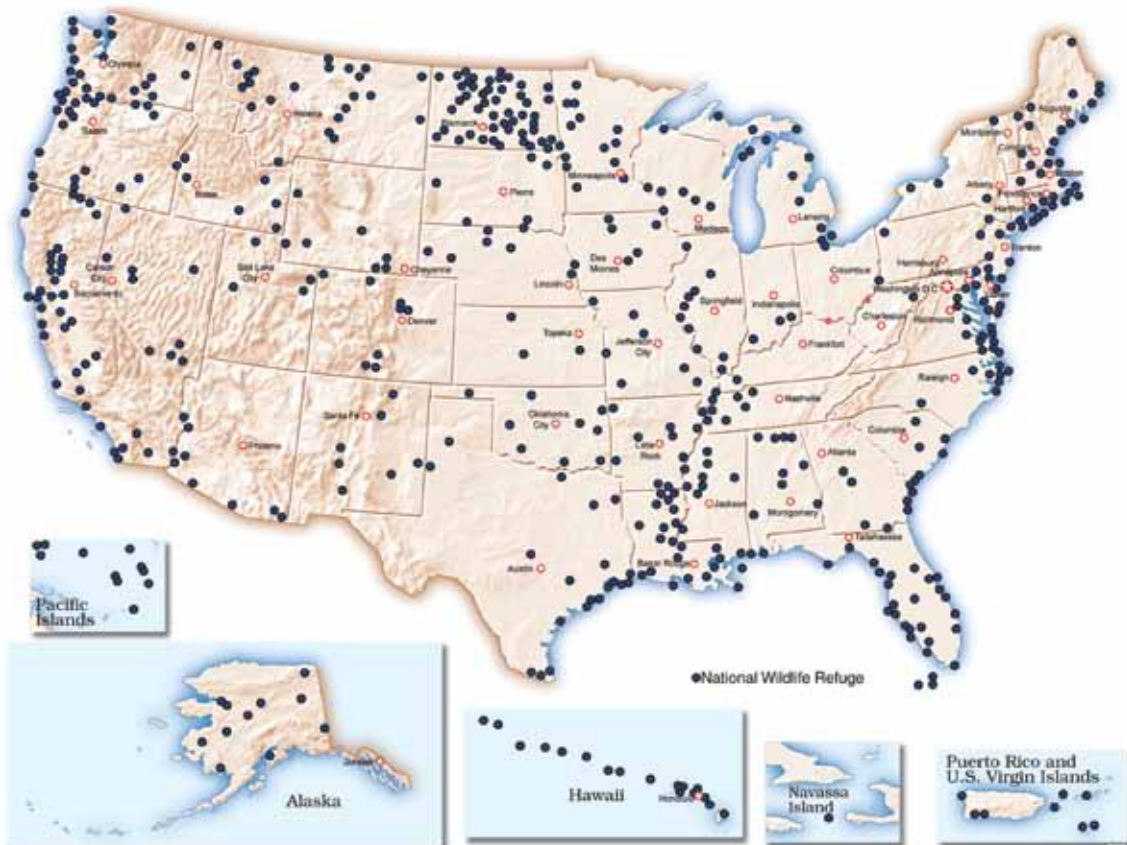 Olympia
Salem
Helena
Boise
Bismarck
Pierre
Minneapolis
Madison
Lansing
Augusta
Montpelier
Concord
Boston
Albany
Providence
Hartford
Trenton
Harrisburg
Annapolis
Washington D.C.
Dover
Richmond
Charleston
Columbus
Indianapolis
Springfield
Frankfort
Des
Moines
Lincoln
Cheyenne
Salt Lake
City
Carson
City
Sacramento
Denver
Topeka
Jefferson
City
Raleigh
Nashville
Columbia
Atlanta
Oklahoma
City
Santa Fe
Phoenix
Little
Rock
Jackson
Montgomery
Tallahassee
Baton Rouge
Austin
Pacific
Islands
National Wildlife Refuge
Juneau
Alaska
Honolulu
Hawaii
Navassa
Island
Puerto Rico and
U.S. Virgin Islands